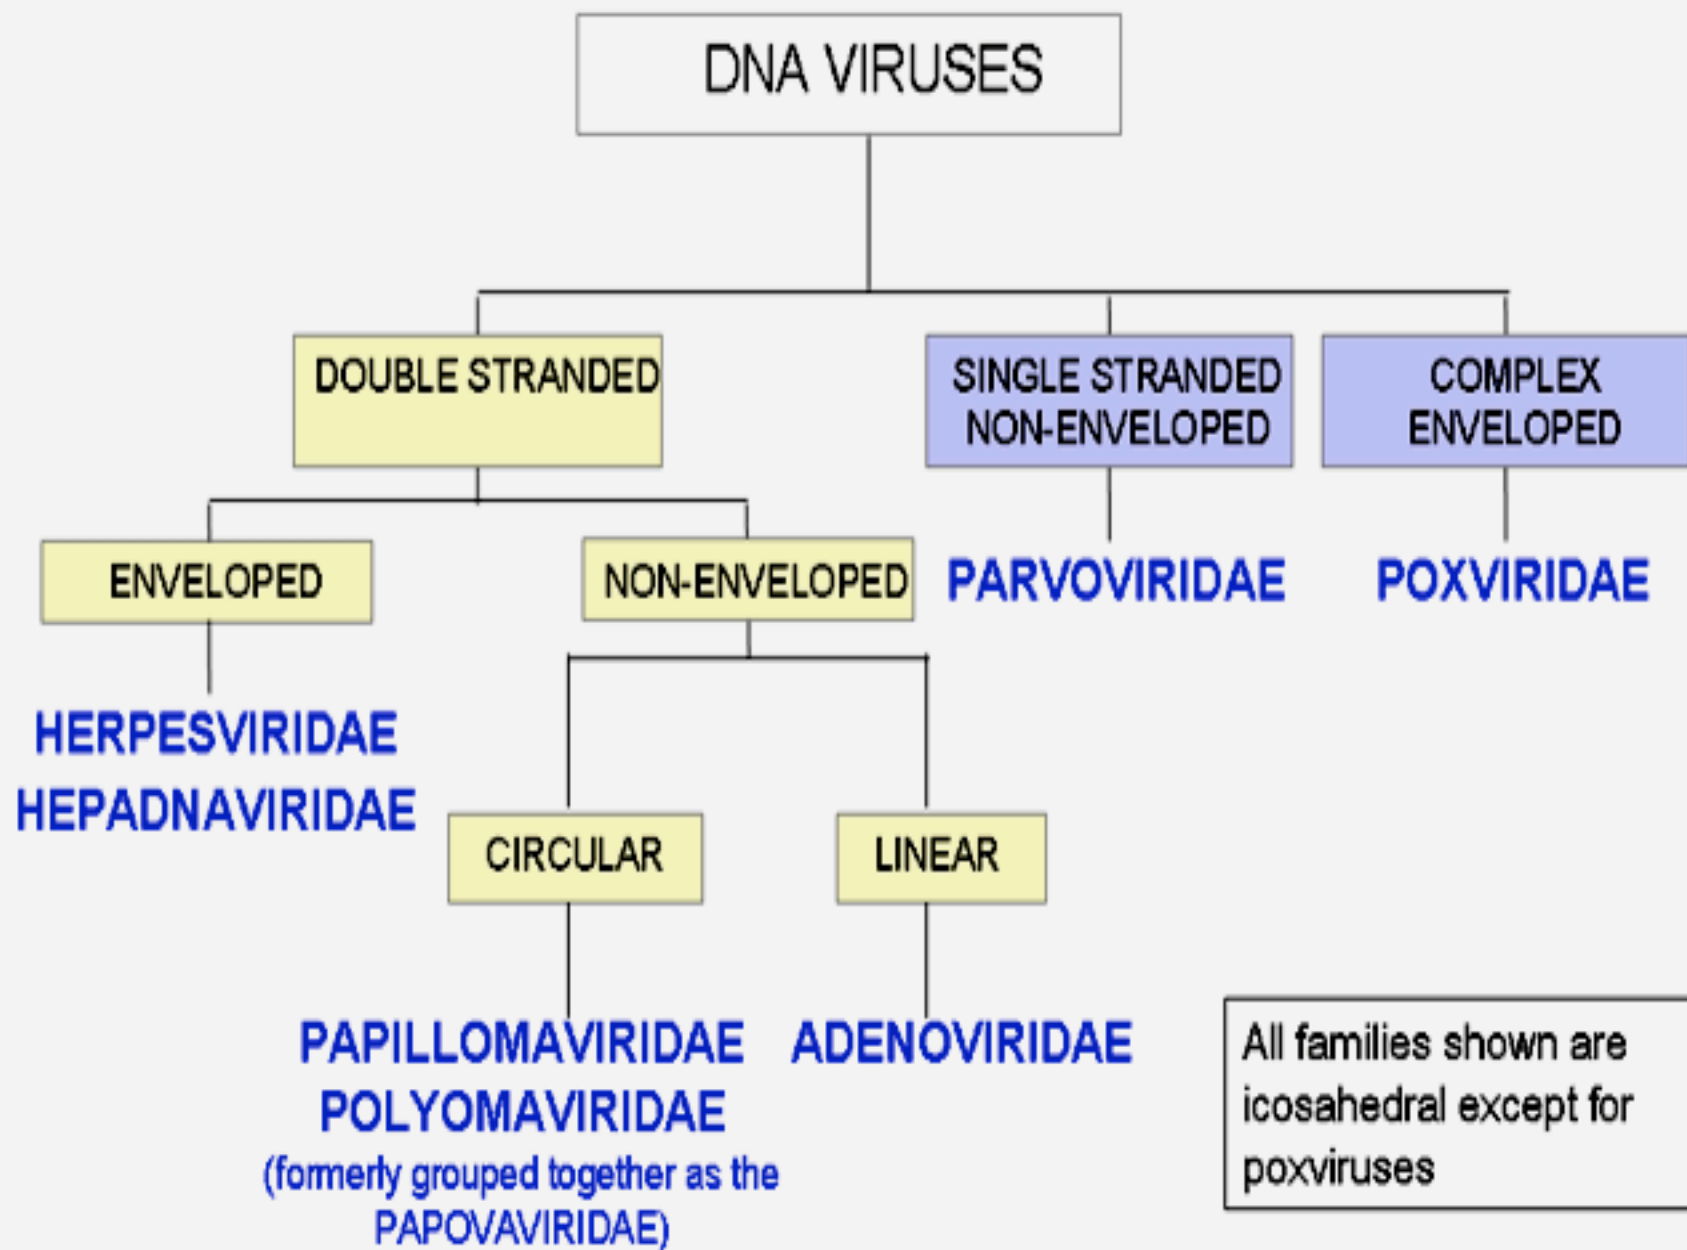 DNA VIRUSES
DOUBLE STRANDED
SINGLE STRANDED
NON-ENVELOPED
COMPLEX
ENVELOPED
ENVELOPED
NON-ENVELOPED
PARVOVIRIDAE
POXVIRIDAE
HERPESVIRIDAE
HEPADNAVIRIDAE
CIRCULAR
LINEAR
PAPILLOMAVIRIDAE
POLYOMAVIRIDAE
(formerly grouped together as the
PAPOVAVIRIDAE)
ADENOVIRIDAE
All families shown are
icosahedral except for
poxviruses